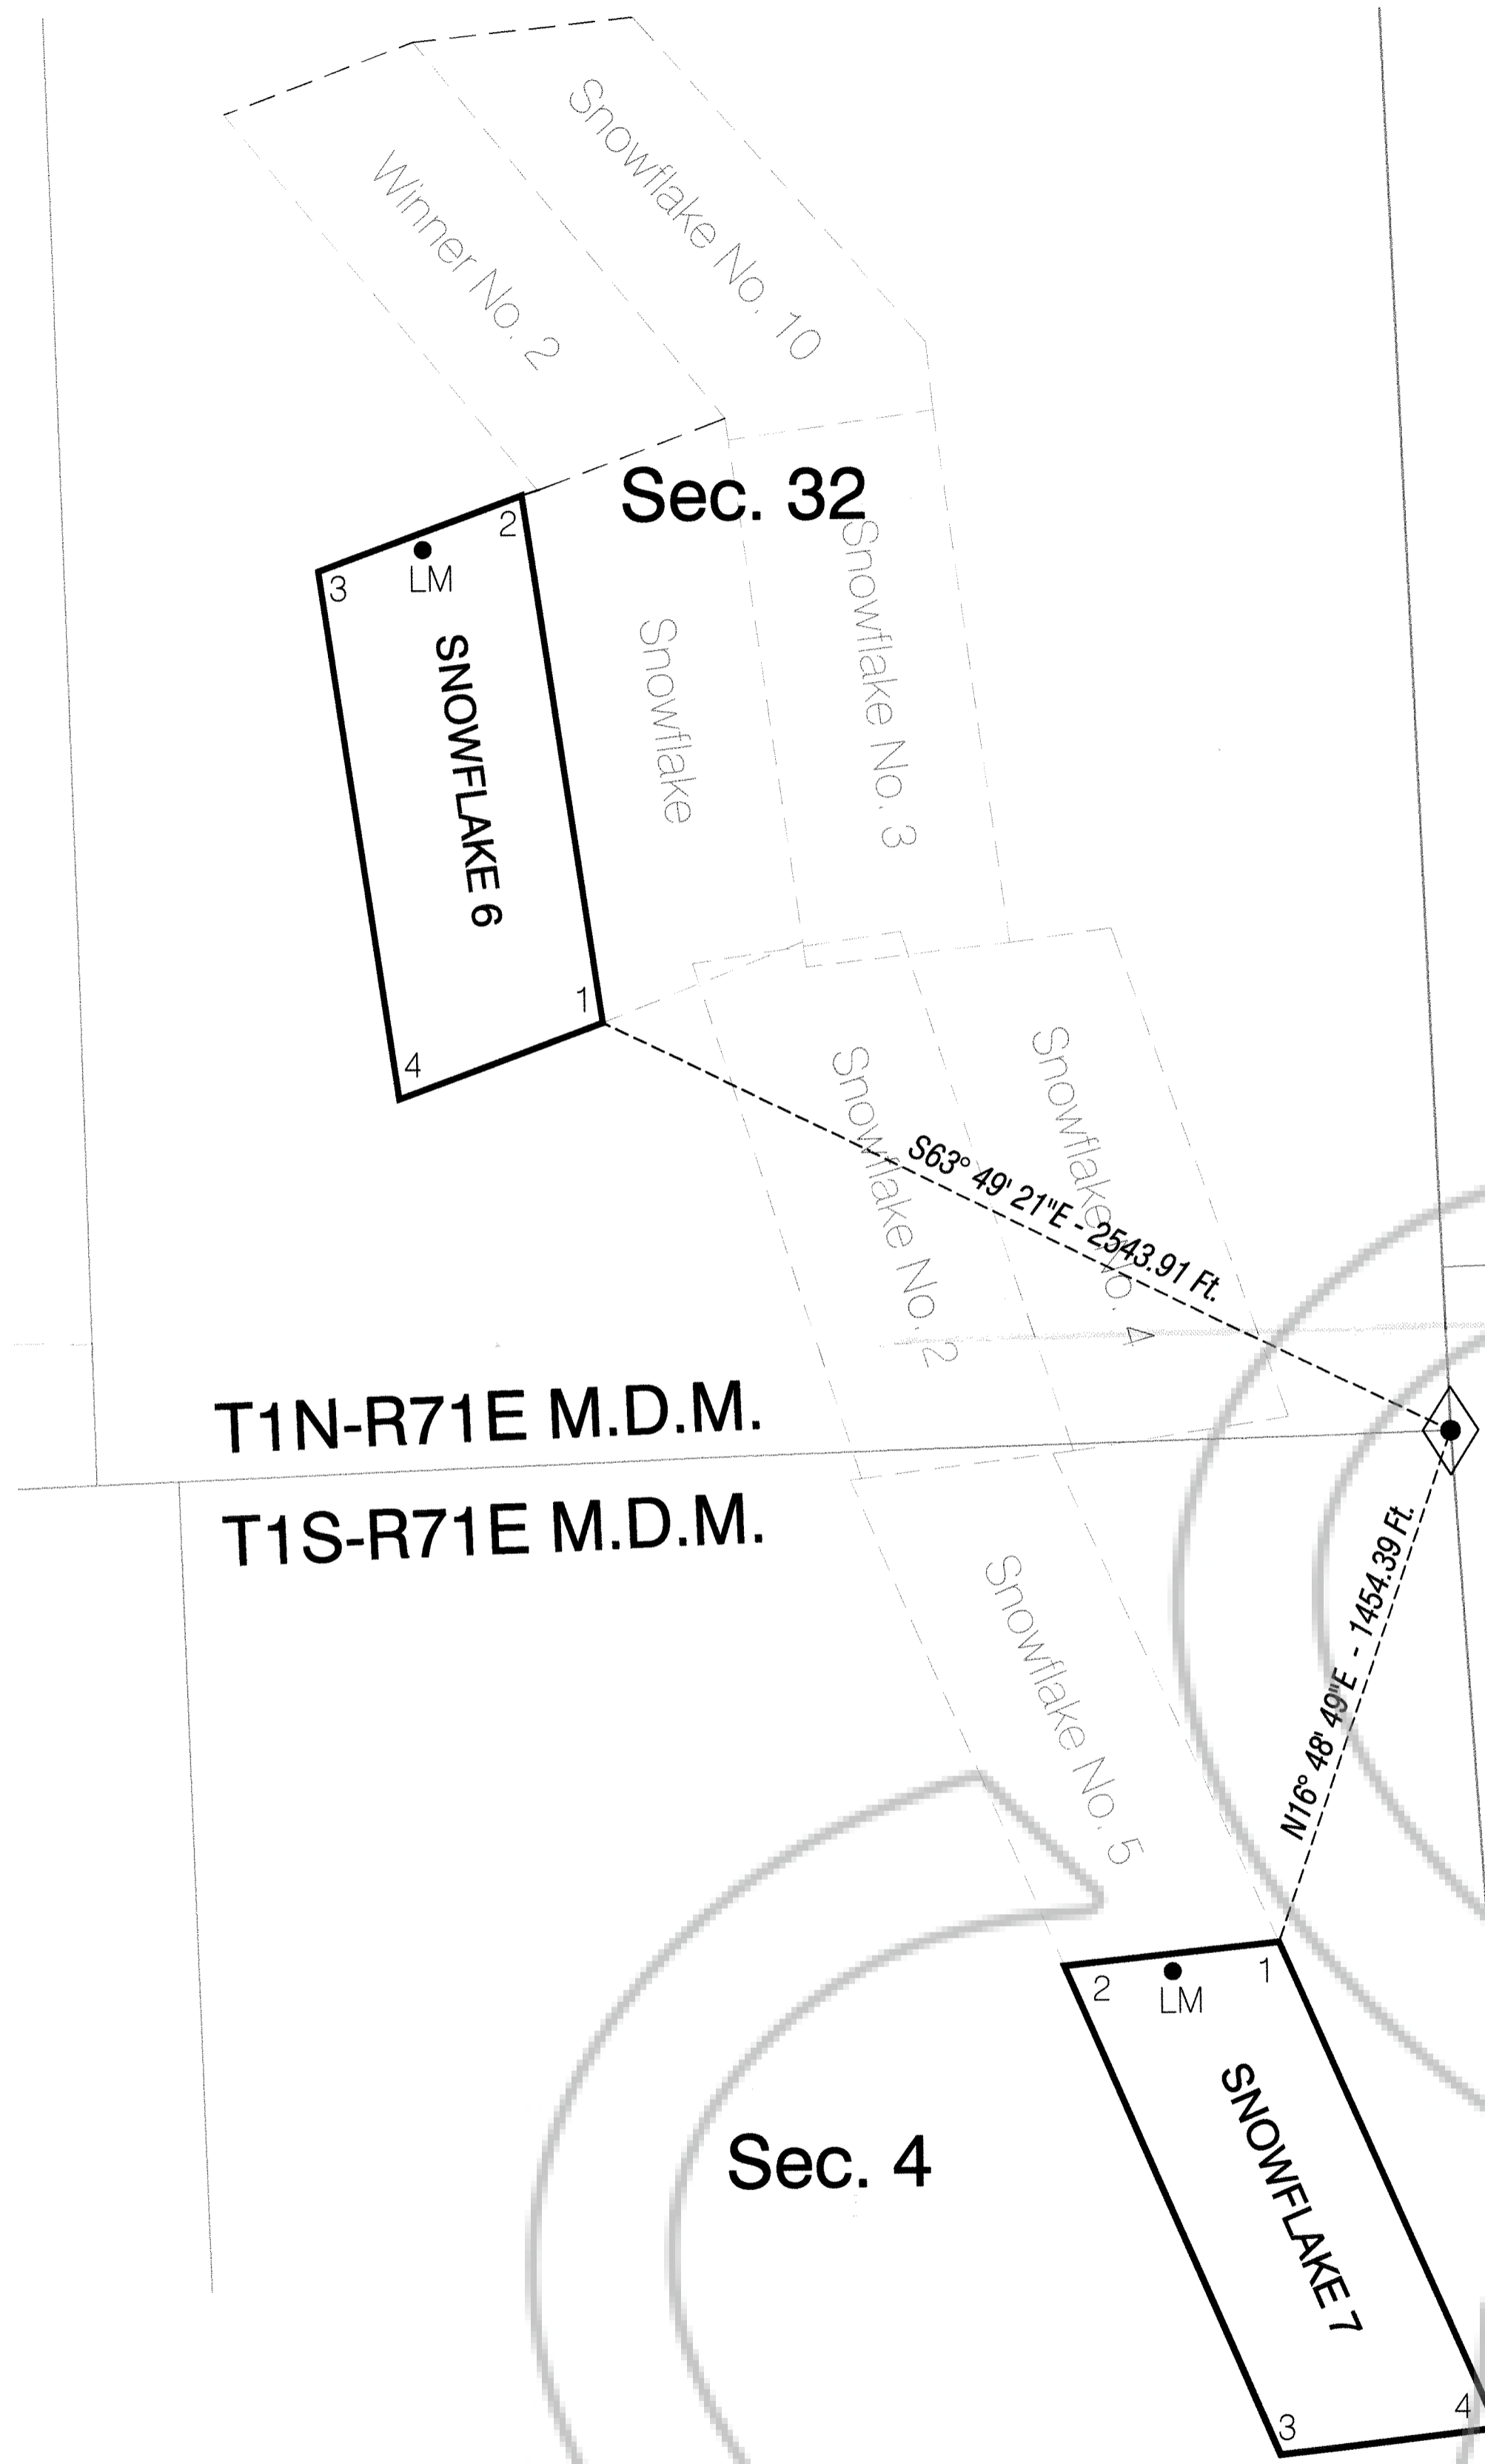 Snowflake No. 10
Winner No. 2
Sec. 32
2
3
LM
SNOWFLAKE 6
Snowflake
Snowflake No. 3
1
4
Snowflake No. 2
Snowflake No. 4
S63° 49' 21"E - 2543.91 Ft.
T1N-R71E M.D.M.
T1S-R71E M.D.M.
N16° 48' 49"E - 1454.39 Ft.
Snowflake No. 5
1
2
LM
SNOWFLAKE 7
Sec. 4
4
3